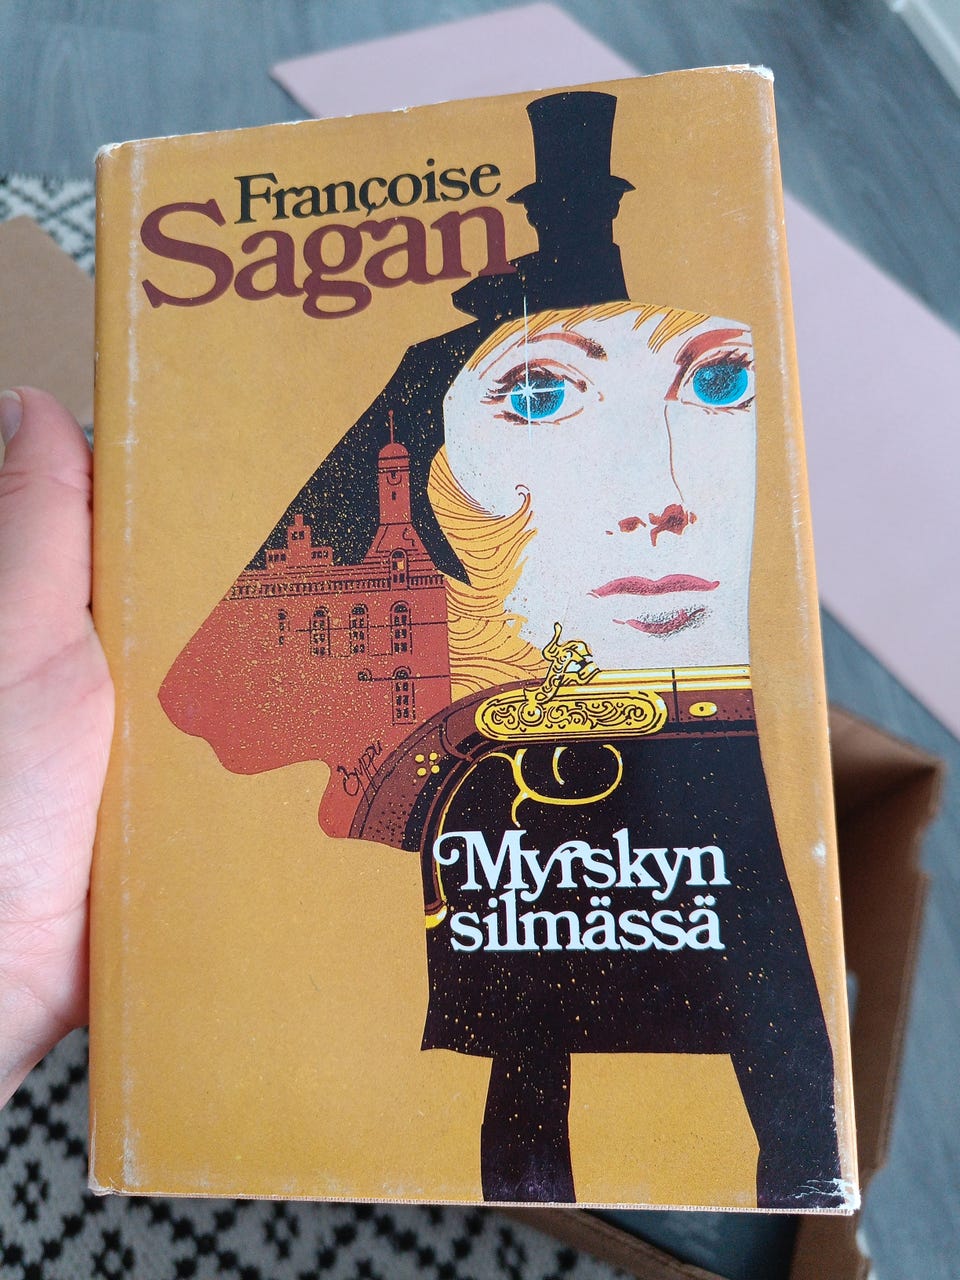 Françoise
Sagan
Myrskyn
silmässä